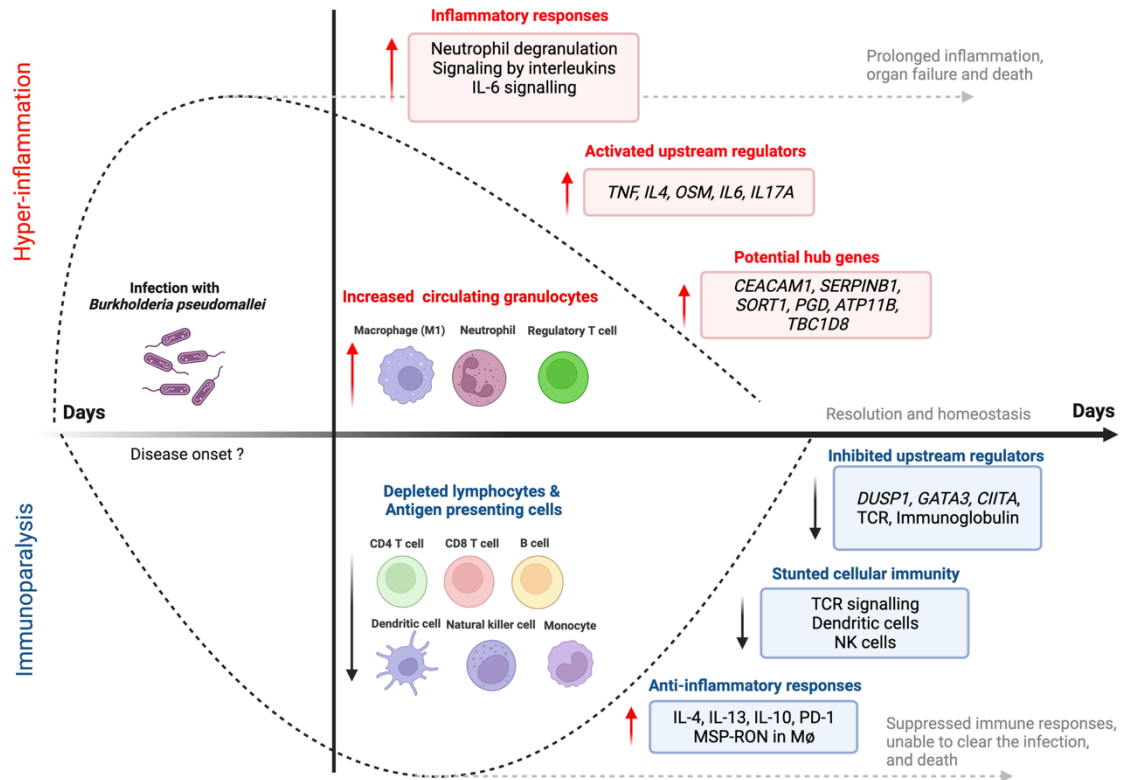 Hyper-inflammation
Inflammatory responses
Neutrophil degranulation
Signaling by interleukins
IL-6 signalling
Prolonged inflammation,
organ failure and death
Activated upstream regulators
TNF, IL4, OSM, IL6, IL17A
Potential hub genes
CEACAM1, SERPINB1,
SORT1, PGD, ATP11B,
TBC1D8
Infection with
Burkholderia pseudomallei
Increased circulating granulocytes
Macrophage (M1)
Neutrophil
Regulatory T cell
Days
Resolution and homeostasis
Days
Immunoparalysis
Disease onset ?
Depleted lymphocytes &
Antigen presenting cells
CD4 T cell
CD8 T cell
B cell
Dendritic cell
Natural killer cell
Monocyte
Inhibited upstream regulators
DUSP1, GATA3, CIITA,
TCR, Immunoglobulin
Stunted cellular immunity
TCR signalling
Dendritic cells
NK cells
Anti-inflammatory responses
IL-4, IL-13, IL-10, PD-1
MSP-RON in Mø
Suppressed immune responses,
unable to clear the infection,
and death